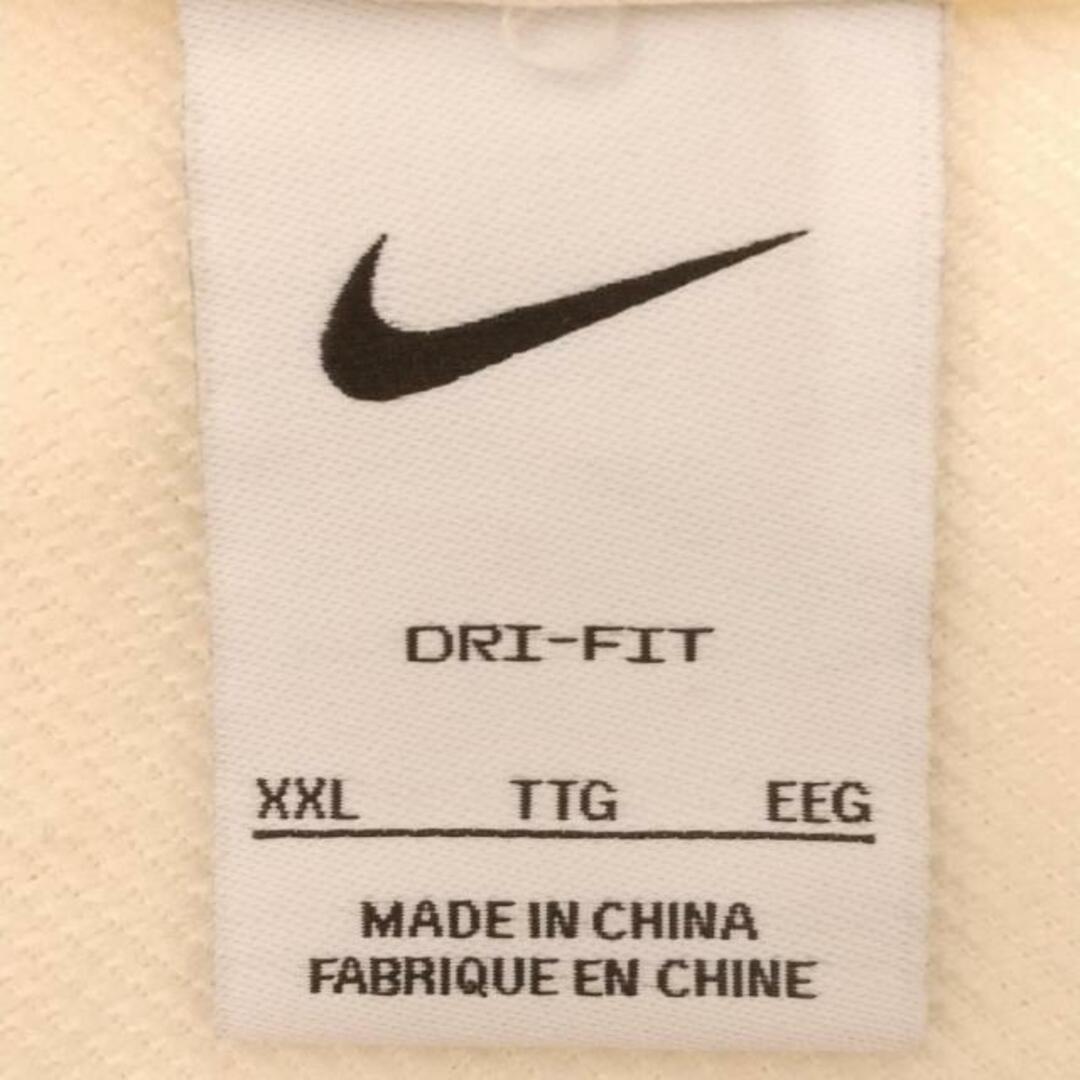 DRI-FIT
XXL TTG EEG
MADE IN CHINA
FABRIQUE EN CHINE